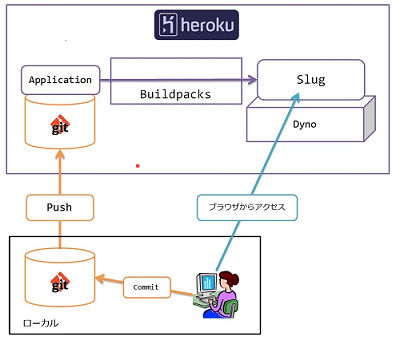 heroku
Application
Buildpacks
Slug
Dyno
git
Push
ブラウザからアクセス
git
Commit
ローカル